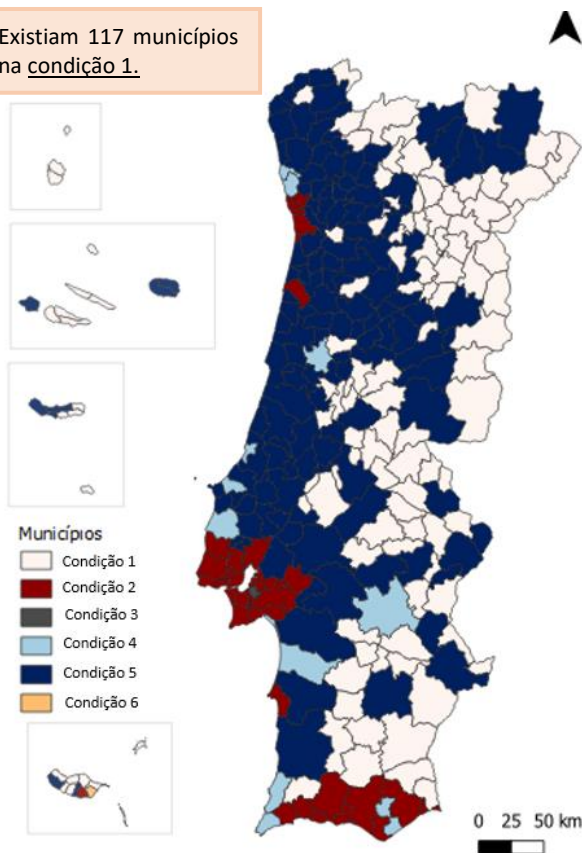 Existiam 117 municípios
na condição 1.
Municípios
Condição 1
Condição 2
Condição 3
Condição 4
Condição 5
Condição 6
0 25 50 km